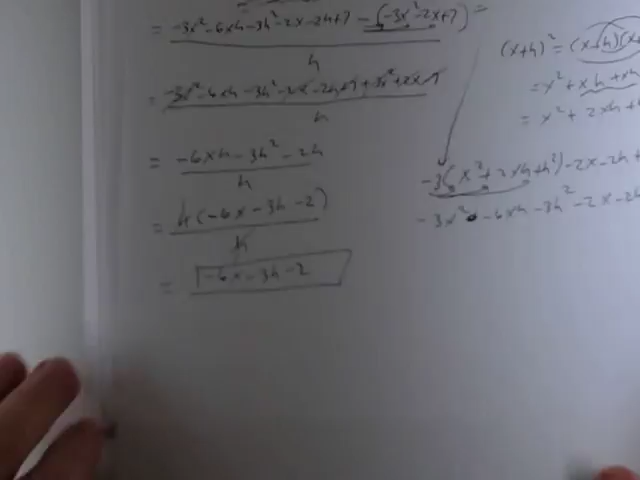 = -3x²-6xh-3h²-2x-2h+7 - (-3x²-2x+7) =
h
= -3x²-6xh-3h²-2x-2h+7+3x²+2x-7
h
= -6xh-3h²-2h
h
= h(-6x-3h-2)
h
= -6x-3h-2
(x+h)² = (x+h)(x+
= x²+xh+xh
= x²+2xh+
-3(x²+2xh+h²)-2x-2h+
-3x²-6xh-3h²-2x-2h